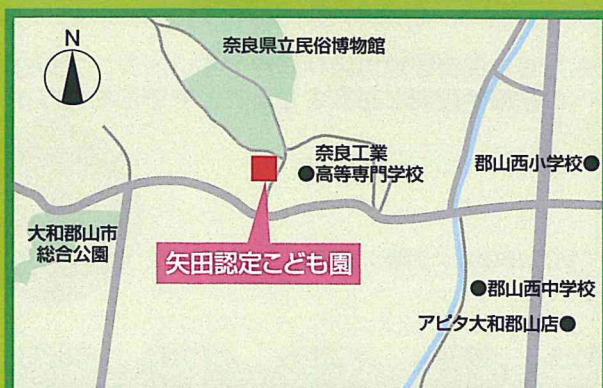 N
奈良県立民俗博物館
奈良工業
高等専門学校
郡山西小学校
大和郡山市
総合公園
矢田認定こども園
郡山西中学校
アピタ大和郡山店